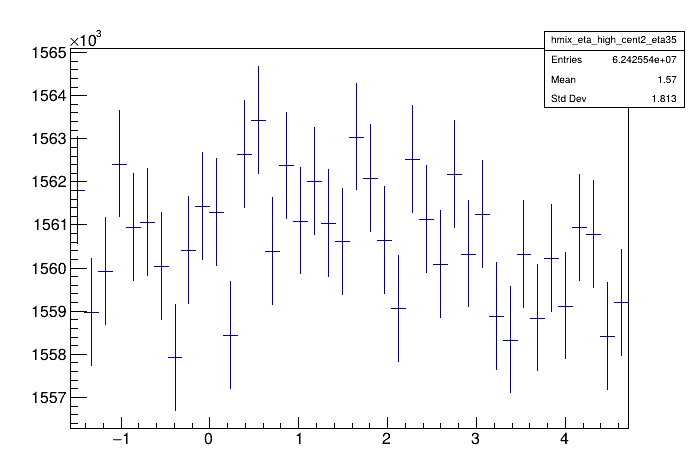 ×10³
hmix_eta_high_cent2_eta35
Entries 6.242554e+07
Mean 1.57
Std Dev 1.813
1565
1564
1563
1562
1561
1560
1559
1558
1557
−1 0 1 2 3 4